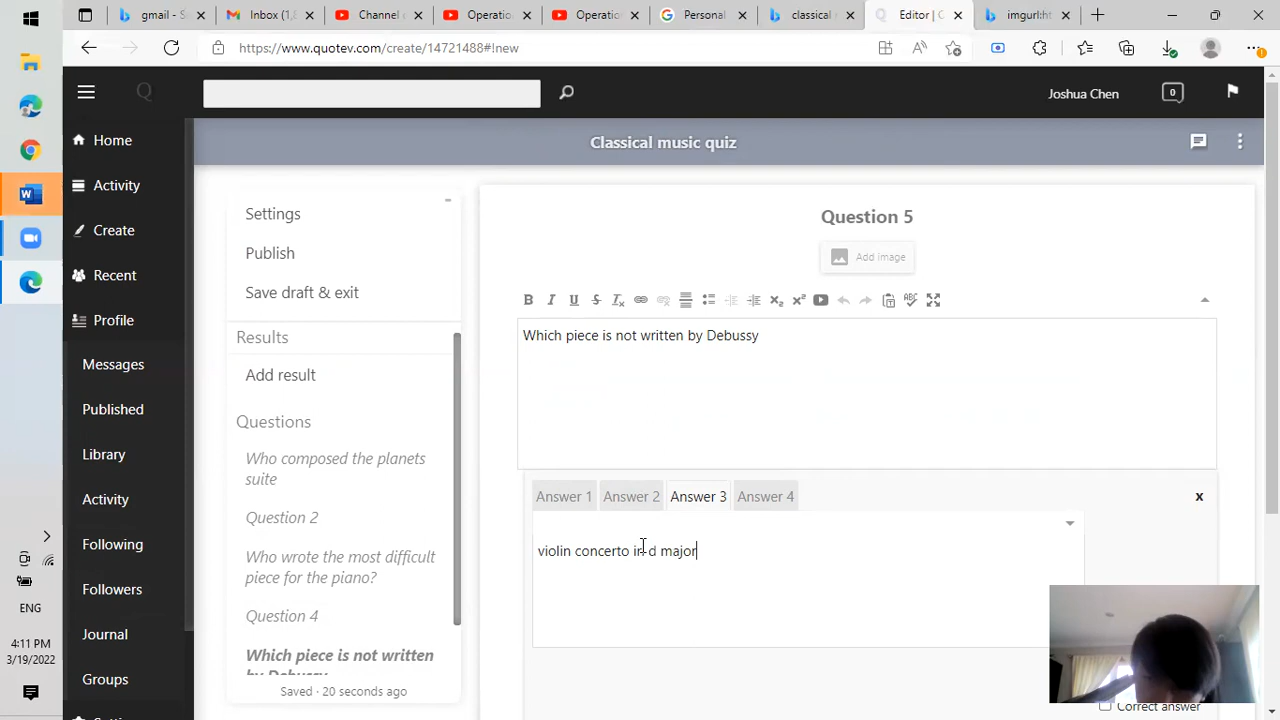 gmail - S
Inbox (1,8
Channel c
Operation
Operation
Personal
classical
Editor | C
imgurl:ht
https://www.quotev.com/create/14721488#!new
Q
Joshua Chen
0
Home
Activity
Create
Recent
Profile
Messages
Published
Library
Activity
Following
Followers
Journal
Groups
Classical music quiz
Settings
Publish
Save draft & exit
Results
Add result
Questions
Who composed the planets
suite
Question 2
Who wrote the most difficult
piece for the piano?
Question 4
Which piece is not written
by Debussy
Saved · 20 seconds ago
Question 5
Add image
Which piece is not written by Debussy
Answer 1
Answer 2
Answer 3
Answer 4
x
violin concerto in d major
Correct answer
ENG
4:11 PM
3/19/2022